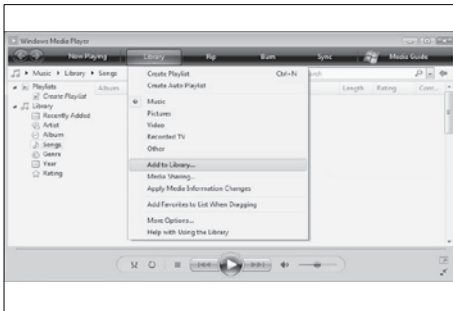 Windows Media Player
Now Playing
Library
Rip
Burn
Sync
Media Guide
Music ▸ Library ▸ Songs
Playlists
Create Playlist
Library
Recently Added
Artist
Album
Songs
Genre
Year
Rating
Album
Create Playlist Ctrl+N
Create Auto Playlist
Music
Pictures
Video
Recorded TV
Other
Add to Library...
Media Sharing...
Apply Media Information Changes
Add Favorites to List When Dragging
More Options...
Help with Using the Library
Length
Rating